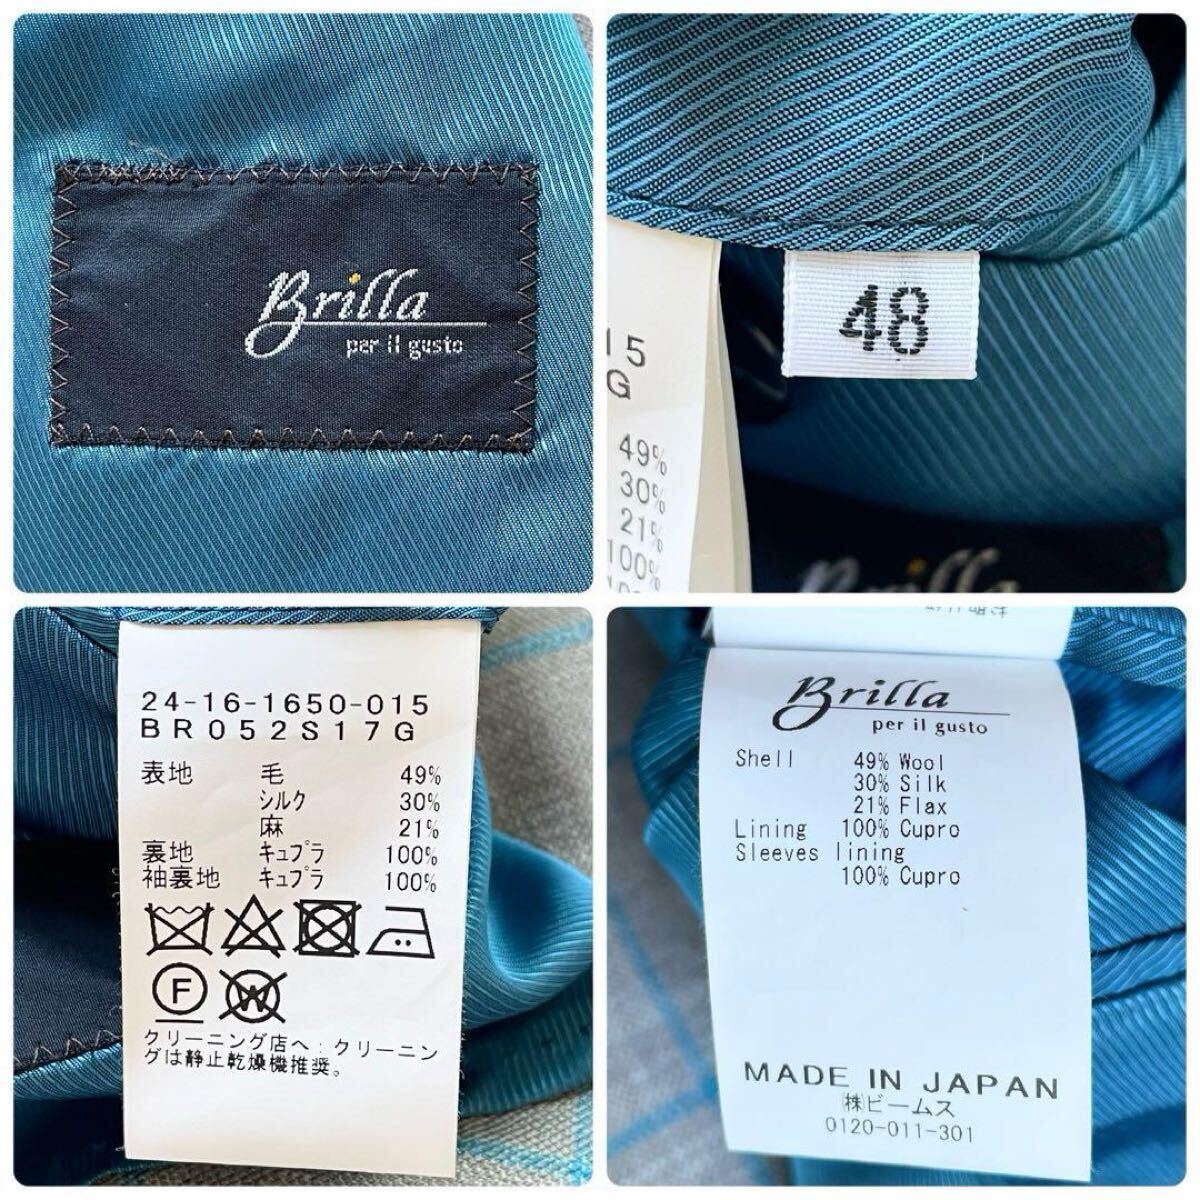 Brilla
per il gusto
48
15
G
49%
30%
21%
100%
Brilla
24-16-1650-015
BR052S17G
表地 毛 49%
シルク 30%
麻 21%
裏地 キュプラ 100%
袖裏地 キュプラ 100%
F
W
クリーニング店へ:クリーニン
グは静止乾燥機推奨。
Brilla
per il gusto
Shell 49% Wool
30% Silk
21% Flax
Lining 100% Cupro
Sleeves lining
100% Cupro
MADE IN JAPAN
㈱ビームス
0120-011-301